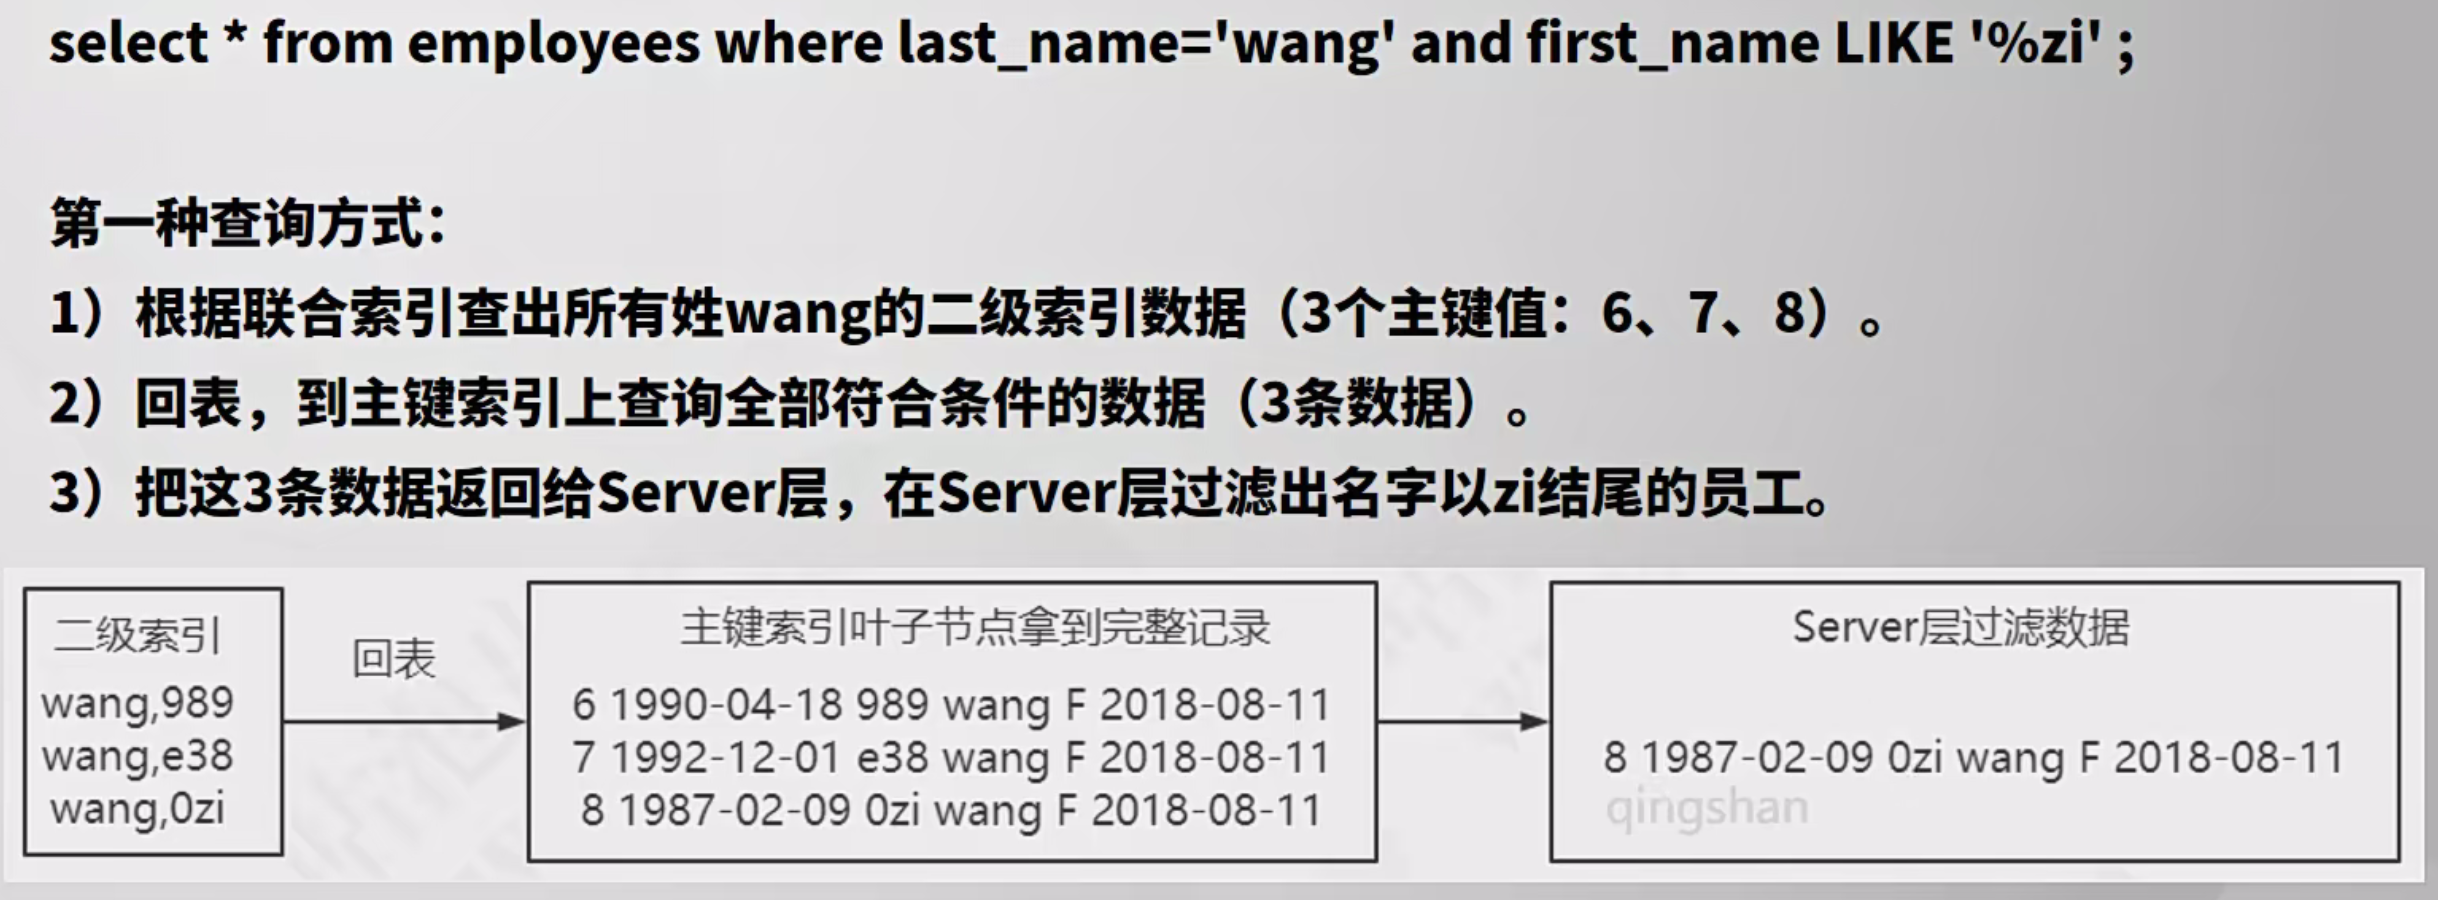 select * from employees where last_name='wang' and first_name LIKE '%zi' ;
第一种查询方式：
1）根据联合索引查出所有姓wang的二级索引数据（3个主键值：6、7、8）。
2）回表，到主键索引上查询全部符合条件的数据（3条数据）。
3）把这3条数据返回给Server层，在Server层过滤出名字以zi结尾的员工。
二级索引
wang,989
wang,e38
wang,0zi
回表
主键索引叶子节点拿到完整记录
6 1990-04-18 989 wang F 2018-08-11
7 1992-12-01 e38 wang F 2018-08-11
8 1987-02-09 0zi wang F 2018-08-11
Server层过滤数据
8 1987-02-09 0zi wang F 2018-08-11
qingshan